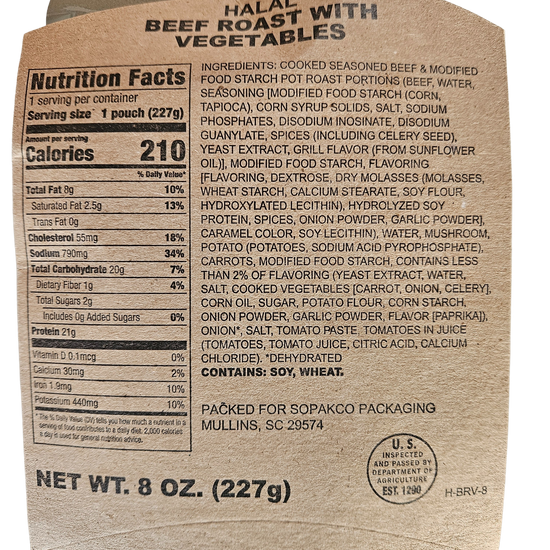 HALAL
BEEF ROAST WITH
VEGETABLES
Nutrition Facts
1 serving per container
Serving size 1 pouch (227g)
Amount per serving
Calories 210
% Daily Value*
Total Fat 8g 10%
Saturated Fat 2.5g 13%
Trans Fat 0g
Cholesterol 55mg 18%
Sodium 790mg 34%
Total Carbohydrate 20g 7%
Dietary Fiber 1g 4%
Total Sugars 2g
Includes 0g Added Sugars 0%
Protein 21g
Vitamin D 0.1mcg 0%
Calcium 30mg 2%
Iron 1.9mg 10%
Potassium 440mg 10%
*The % Daily Value (DV) tells you how much a nutrient in a
serving of food contributes to a daily diet. 2,000 calories
a day is used for general nutrition advice.
INGREDIENTS: COOKED SEASONED BEEF & MODIFIED
FOOD STARCH POT ROAST PORTIONS (BEEF, WATER,
SEASONING [MODIFIED FOOD STARCH (CORN,
TAPIOCA), CORN SYRUP SOLIDS, SALT, SODIUM
PHOSPHATES, DISODIUM INOSINATE, DISODIUM
GUANYLATE, SPICES (INCLUDING CELERY SEED),
YEAST EXTRACT, GRILL FLAVOR (FROM SUNFLOWER
OIL)], MODIFIED FOOD STARCH, FLAVORING
[FLAVORING, DEXTROSE, DRY MOLASSES (MOLASSES,
WHEAT STARCH, CALCIUM STEARATE, SOY FLOUR,
HYDROXYLATED LECITHIN), HYDROLYZED SOY
PROTEIN, SPICES, ONION POWDER, GARLIC POWDER],
CARAMEL COLOR, SOY LECITHIN), WATER, MUSHROOM,
POTATO (POTATOES, SODIUM ACID PYROPHOSPHATE),
CARROTS, MODIFIED FOOD STARCH, CONTAINS LESS
THAN 2% OF FLAVORING (YEAST EXTRACT, WATER,
SALT, COOKED VEGETABLES [CARROT, ONION, CELERY],
CORN OIL, SUGAR, POTATO FLOUR, CORN STARCH,
ONION POWDER, GARLIC POWDER, FLAVOR [PAPRIKA]),
ONION*, SALT, TOMATO PASTE, TOMATOES IN JUICE
(TOMATOES, TOMATO JUICE, CITRIC ACID, CALCIUM
CHLORIDE). *DEHYDRATED
CONTAINS: SOY, WHEAT.
PACKED FOR SOPAKCO PACKAGING
MULLINS, SC 29574
U.S.
INSPECTED
AND PASSED BY
DEPARTMENT OF
AGRICULTURE
EST. 1290
H-BRV-8
NET WT. 8 OZ. (227g)